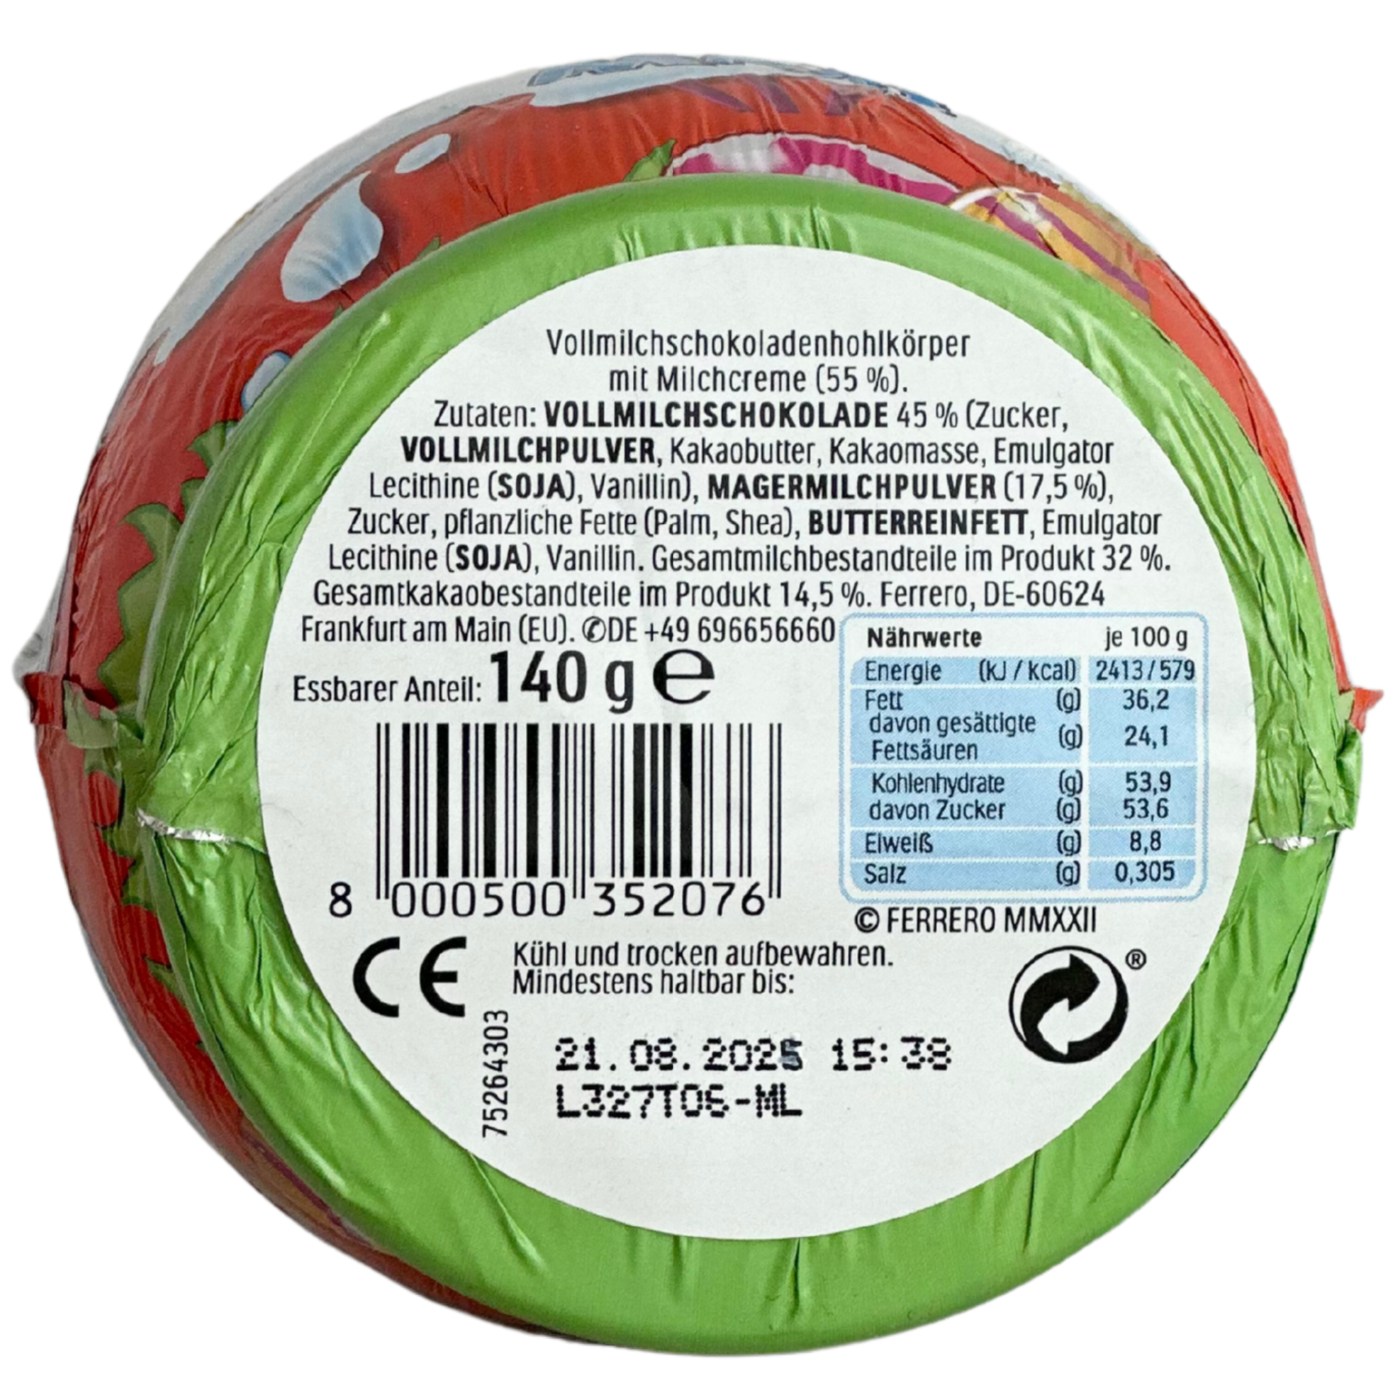 Vollmilchschokoladenhohlkörper
mit Milchcreme (55 %).
Zutaten: VOLLMILCHSCHOKOLADE 45 % (Zucker,
VOLLMILCHPULVER, Kakaobutter, Kakaomasse, Emulgator
Lecithine (SOJA), Vanillin), MAGERMILCHPULVER (17,5 %),
Zucker, pflanzliche Fette (Palm, Shea), BUTTERREINFETT, Emulgator
Lecithine (SOJA), Vanillin. Gesamtmilchbestandteile im Produkt 32 %.
Gesamtkakaobestandteile im Produkt 14,5 %. Ferrero, DE-60624
Frankfurt am Main (EU). ✆DE +49 696656660
Essbarer Anteil: 140 g ℮
Nährwerte je 100 g
Energie (kJ / kcal) 2413/579
Fett (g) 36,2
davon gesättigte
Fettsäuren (g) 24,1
Kohlenhydrate (g) 53,9
davon Zucker (g) 53,6
Eiweiß (g) 8,8
Salz (g) 0,305
© FERRERO MMXXII
8 000500 352076
CE
Kühl und trocken aufbewahren.
Mindestens haltbar bis:
®
75264303
21.08.2025 15:38
L327T06-ML